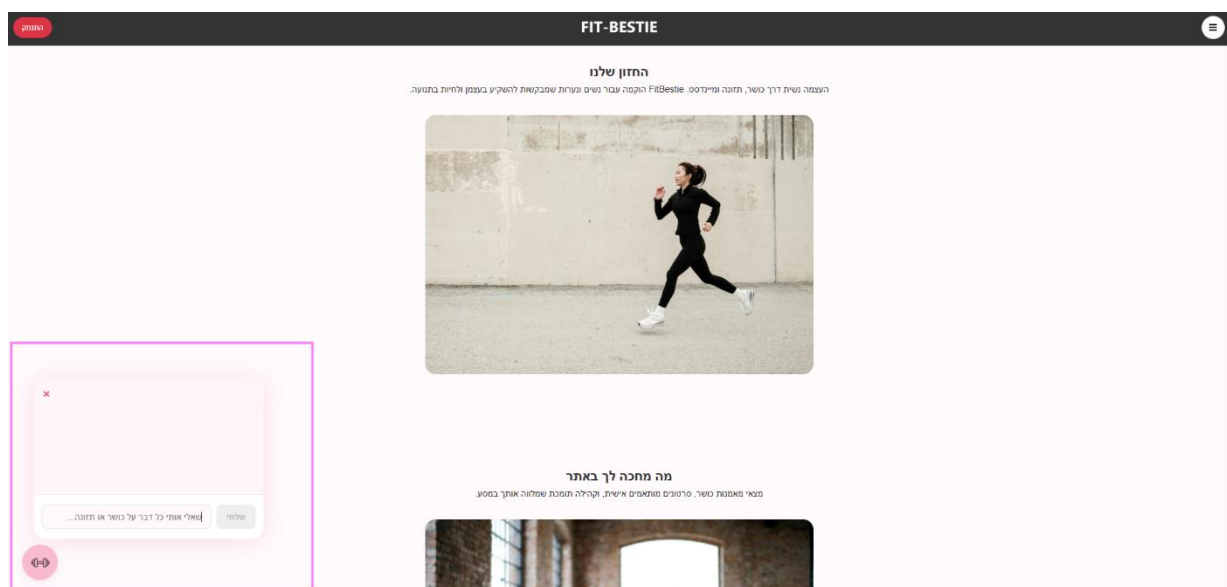 FIT-BESTIE
התנתק
החזון שלנו
העצמה נשית דרך כושר, תזונה ומיינדסט. FitBestie הוקמה עבור נשים ונערות שמבקשות להשקיע בעצמן ולחיות בתנועה.
מה מחכה לך באתר
מצאי מאמנות כושר, סרטונים מותאמים אישית, וקהילה תומכת שמלווה אותך במסע.
שאלי אותי כל דבר על כושר או תזונה...
שלחי